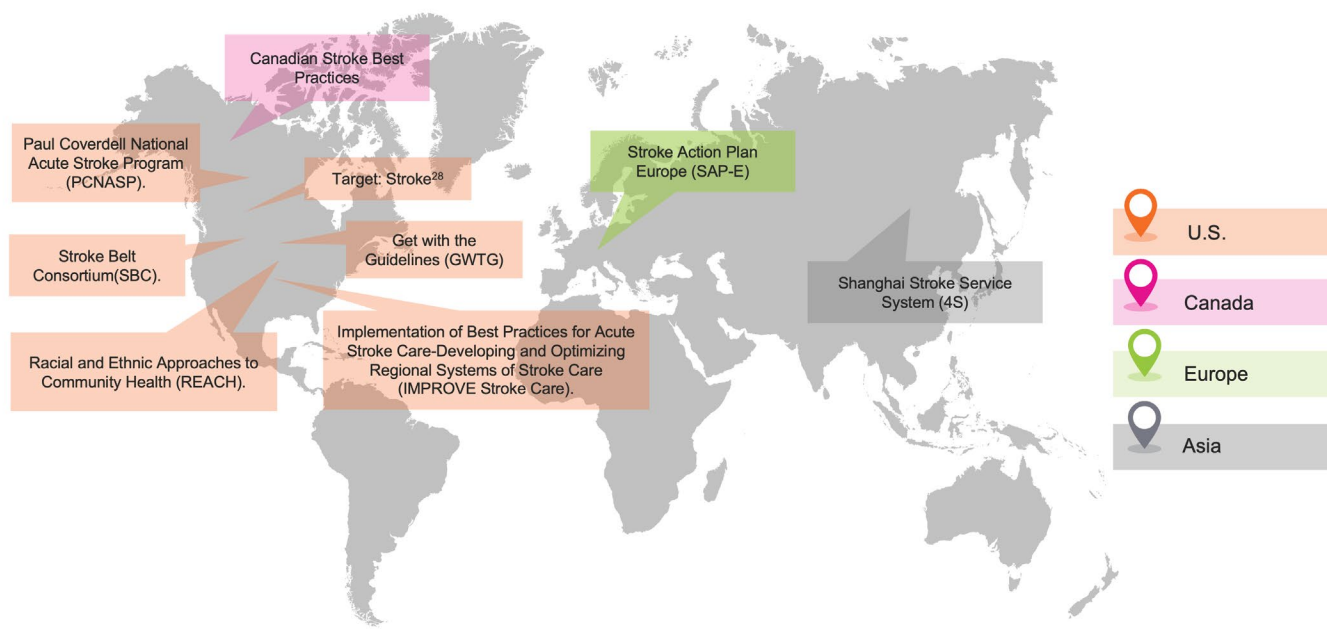 Canadian Stroke Best
Practices
Paul Coverdell National
Acute Stroke Program
(PCNASP).
Target: Stroke²⁸
Stroke Action Plan
Europe (SAP-E)
Stroke Belt
Consortium(SBC).
Get with the
Guidelines (GWTG)
Shanghai Stroke Service
System (4S)
Racial and Ethnic Approaches to
Community Health (REACH).
Implementation of Best Practices for Acute
Stroke Care-Developing and Optimizing
Regional Systems of Stroke Care
(IMPROVE Stroke Care).
U.S.
Canada
Europe
Asia